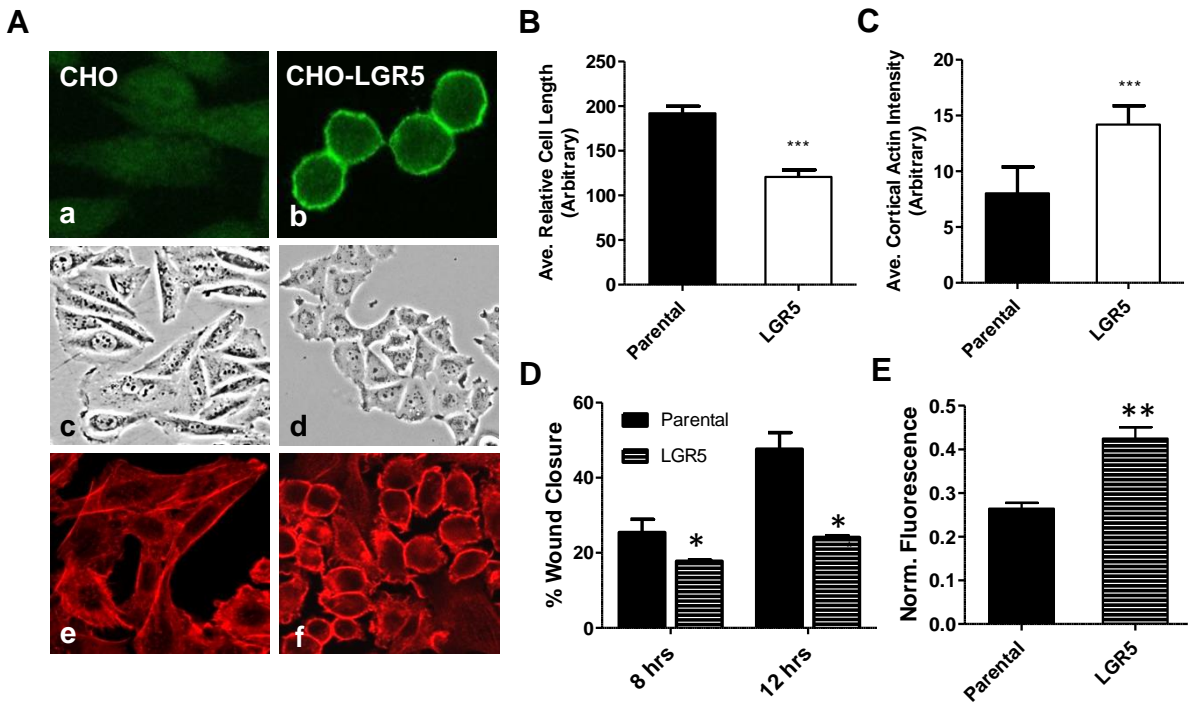 A
CHO
a
CHO-LGR5
b
c
d
e
f
B
Ave. Relative Cell Length
(Arbitrary)
250
200
150
100
50
0
***
Parental
LGR5
C
Ave. Cortical Actin Intensity
(Arbitrary)
20
15
10
5
0
***
Parental
LGR5
D
% Wound Closure
60
40
20
0
Parental
LGR5
*
*
8 hrs
12 hrs
E
Norm. Fluorescence
0.5
0.4
0.3
0.2
0.1
0.0
**
Parental
LGR5